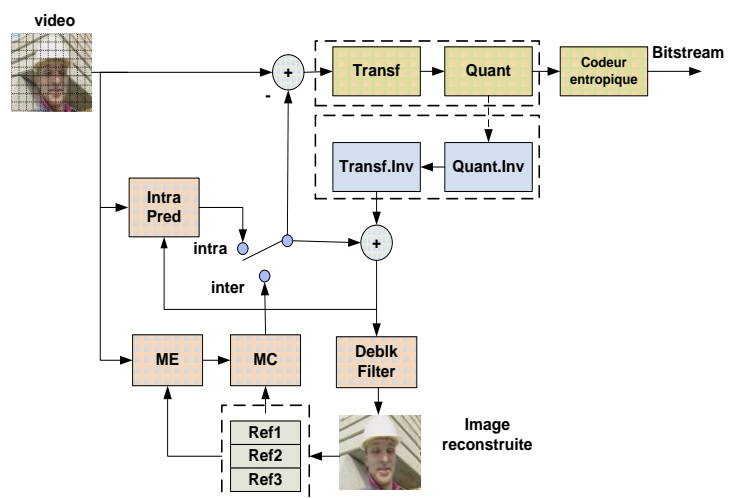 video
+
-
Transf
Quant
Codeur
entropique
Bitstream
Transf.Inv
Quant.Inv
Intra
Pred
intra
+
inter
ME
MC
Deblk
Filter
Ref1
Ref2
Ref3
Image
reconstruite